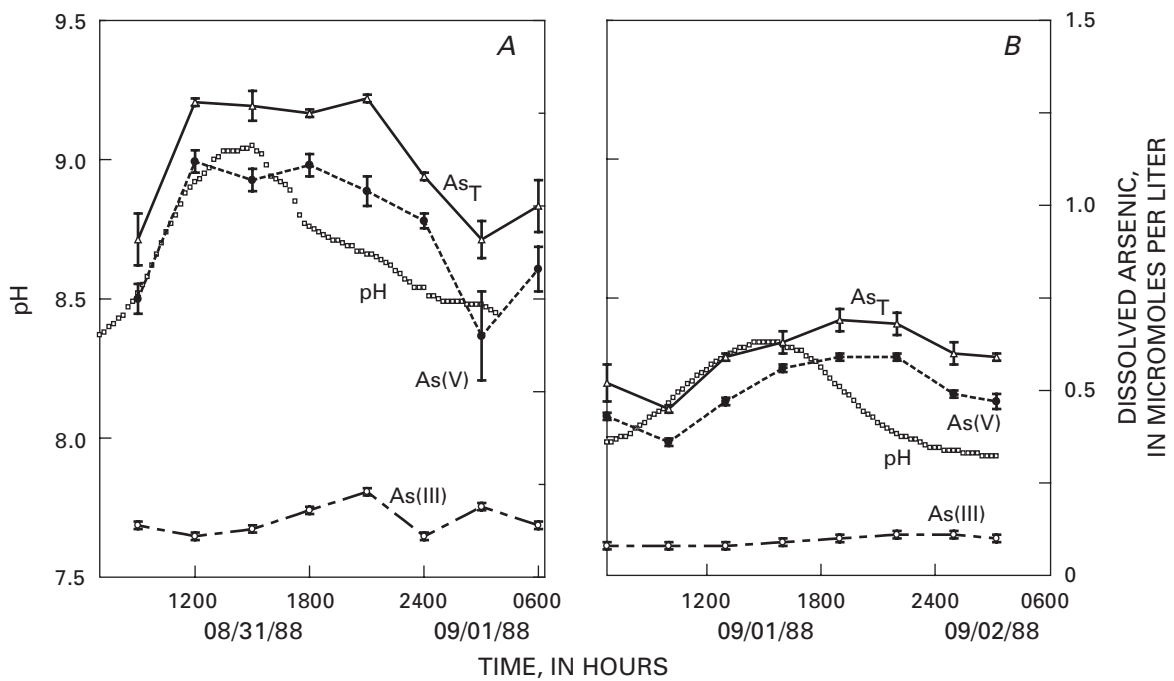 9.5
9.0
8.5
8.0
7.5
pH
A
As_T
pH
As(V)
As(III)
1200
1800
2400
0600
08/31/88
09/01/88
B
As_T
As(V)
pH
As(III)
1200
1800
2400
0600
09/01/88
09/02/88
1.5
1.0
0.5
0
DISSOLVED ARSENIC,
IN MICROMOLES PER LITER
TIME, IN HOURS